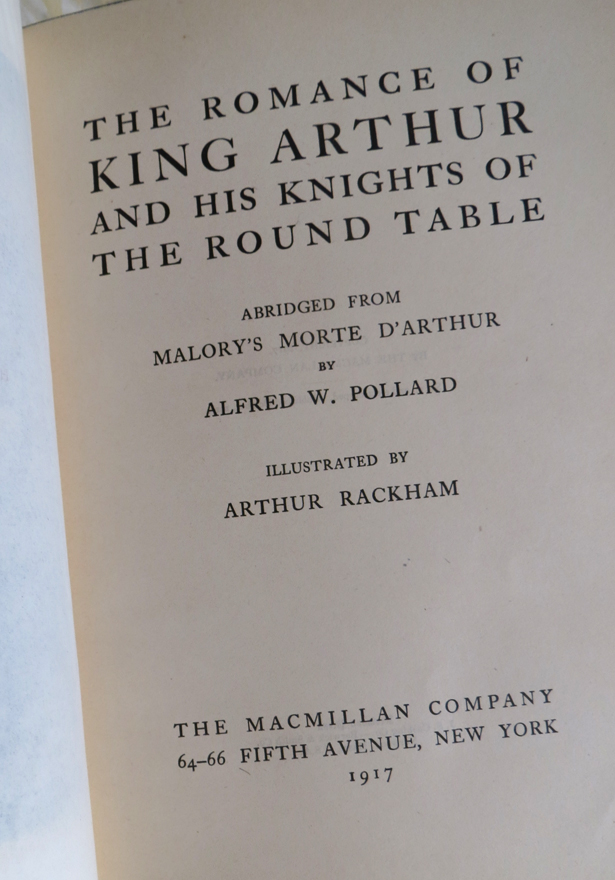 THE ROMANCE OF
KING ARTHUR
AND HIS KNIGHTS OF
THE ROUND TABLE
ABRIDGED FROM
MALORY'S MORTE D'ARTHUR
BY
ALFRED W. POLLARD
ILLUSTRATED BY
ARTHUR RACKHAM
THE MACMILLAN COMPANY
64–66 FIFTH AVENUE, NEW YORK
1917